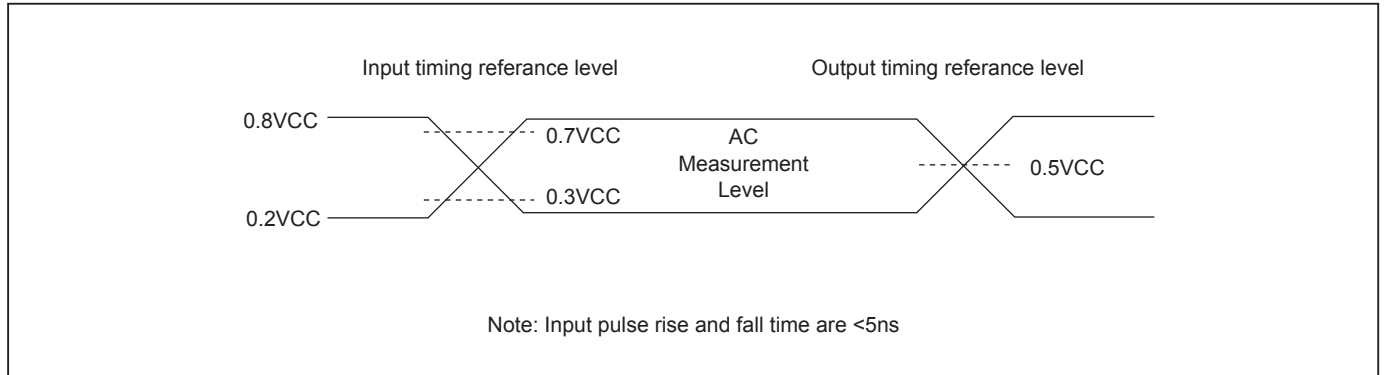 Input timing referance level
Output timing referance level
0.8VCC
0.7VCC
AC
Measurement
Level
0.5VCC
0.3VCC
0.2VCC
Note: Input pulse rise and fall time are <5ns